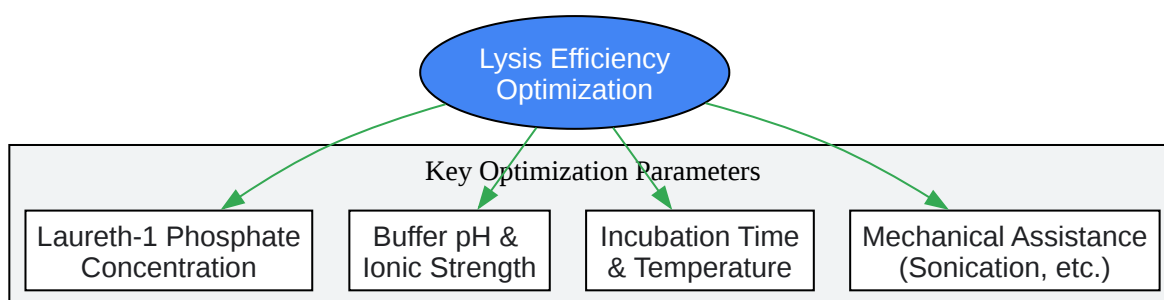 Lysis Efficiency
Optimization
Key Optimization Parameters
Laureth-1 Phosphate
Concentration
Buffer pH &
Ionic Strength
Incubation Time
& Temperature
Mechanical Assistance
(Sonication, etc.)